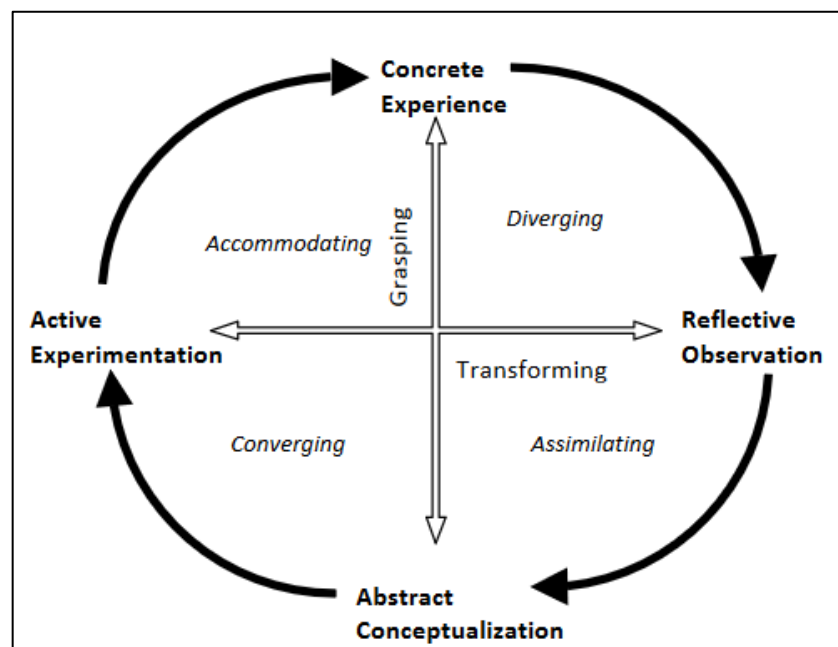 Concrete
Experience
Diverging
Accommodating
Grasping
Active
Experimentation
Reflective
Observation
Transforming
Converging
Assimilating
Abstract
Conceptualization